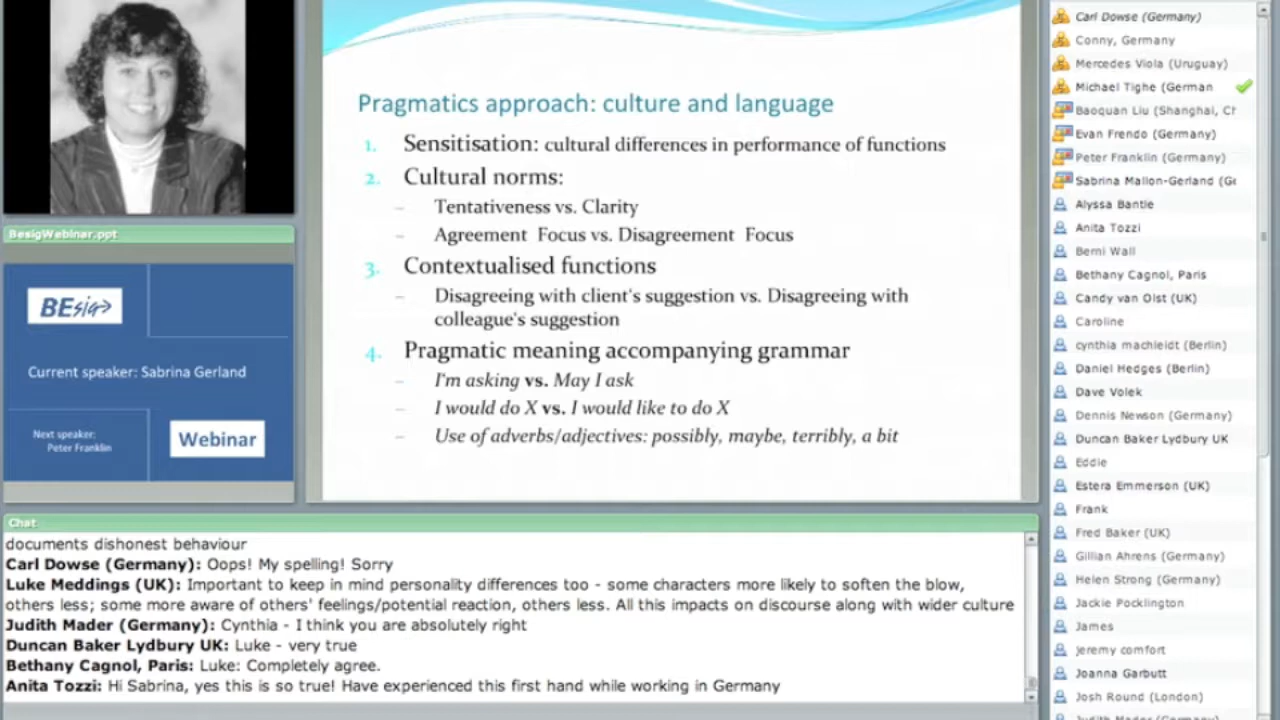 Pragmatics approach: culture and language
1. Sensitisation: cultural differences in performance of functions
2. Cultural norms:
– Tentativeness vs. Clarity
– Agreement Focus vs. Disagreement Focus
3. Contextualised functions
– Disagreeing with client's suggestion vs. Disagreeing with
colleague's suggestion
4. Pragmatic meaning accompanying grammar
– I'm asking vs. May I ask
– I would do X vs. I would like to do X
– Use of adverbs/adjectives: possibly, maybe, terribly, a bit
BesigWebinar.ppt
BEsig
Current speaker: Sabrina Gerland
Next speaker:
Peter Franklin
Webinar
Chat
documents dishonest behaviour
Carl Dowse (Germany): Oops! My spelling! Sorry
Luke Meddings (UK): Important to keep in mind personality differences too - some characters more likely to soften the blow,
others less; some more aware of others' feelings/potential reaction, others less. All this impacts on discourse along with wider culture
Judith Mader (Germany): Cynthia - I think you are absolutely right
Duncan Baker Lydbury UK: Luke - very true
Bethany Cagnol, Paris: Luke: Completely agree.
Anita Tozzi: Hi Sabrina, yes this is so true! Have experienced this first hand while working in Germany
Carl Dowse (Germany)
Conny, Germany
Mercedes Viola (Uruguay)
Michael Tighe (German
Baoquan Liu (Shanghai, Ch
Evan Frendo (Germany)
Peter Franklin (Germany)
Sabrina Mallon-Gerland (Ge
Alyssa Bantle
Anita Tozzi
Berni Wall
Bethany Cagnol, Paris
Candy van Olst (UK)
Caroline
cynthia machleidt (Berlin)
Daniel Hedges (Berlin)
Dave Volek
Dennis Newson (Germany)
Duncan Baker Lydbury UK
Eddie
Estera Emmerson (UK)
Frank
Fred Baker (UK)
Gillian Ahrens (Germany)
Helen Strong (Germany)
Jackie Pocklington
James
jeremy comfort
Joanna Garbutt
Josh Round (London)
Judith Mader (Germany)